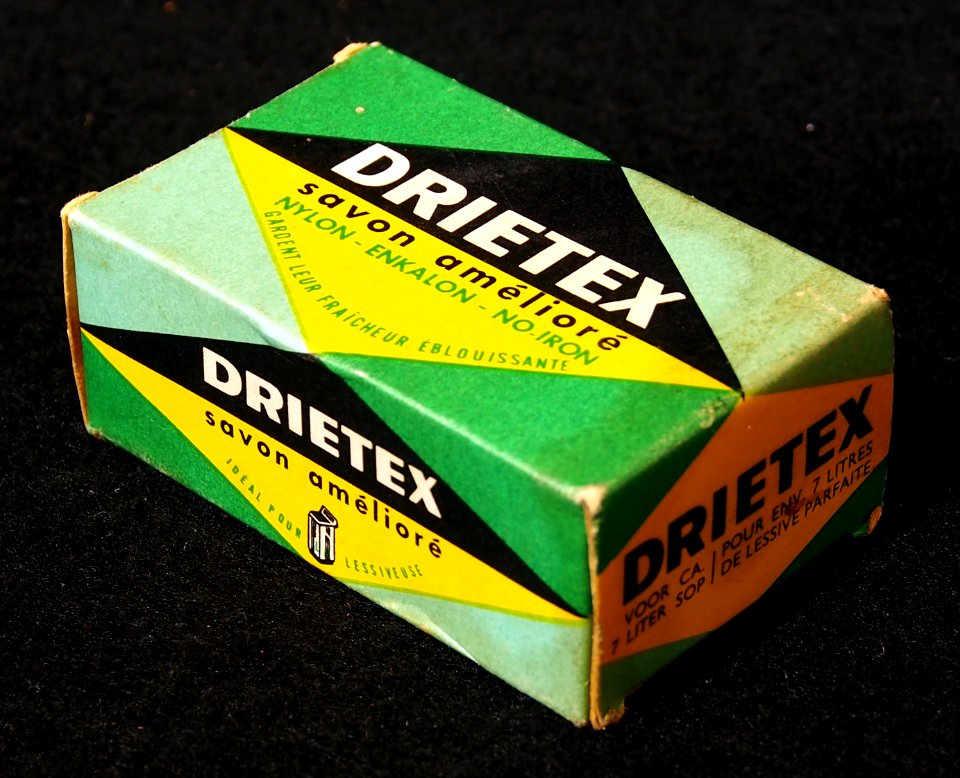 DRIETEX
savon amélioré
NYLON - ENKALON - NO-IRON
GARDENT LEUR FRAÎCHEUR ÉBLOUISSANTE
DRIETEX
savon amélioré
IDÉAL POUR LESSIVEUSE
DRIETEX
VOOR CA.
7 LITER SOP
POUR ENV. 7 LITRES
DE LESSIVE PARFAITE